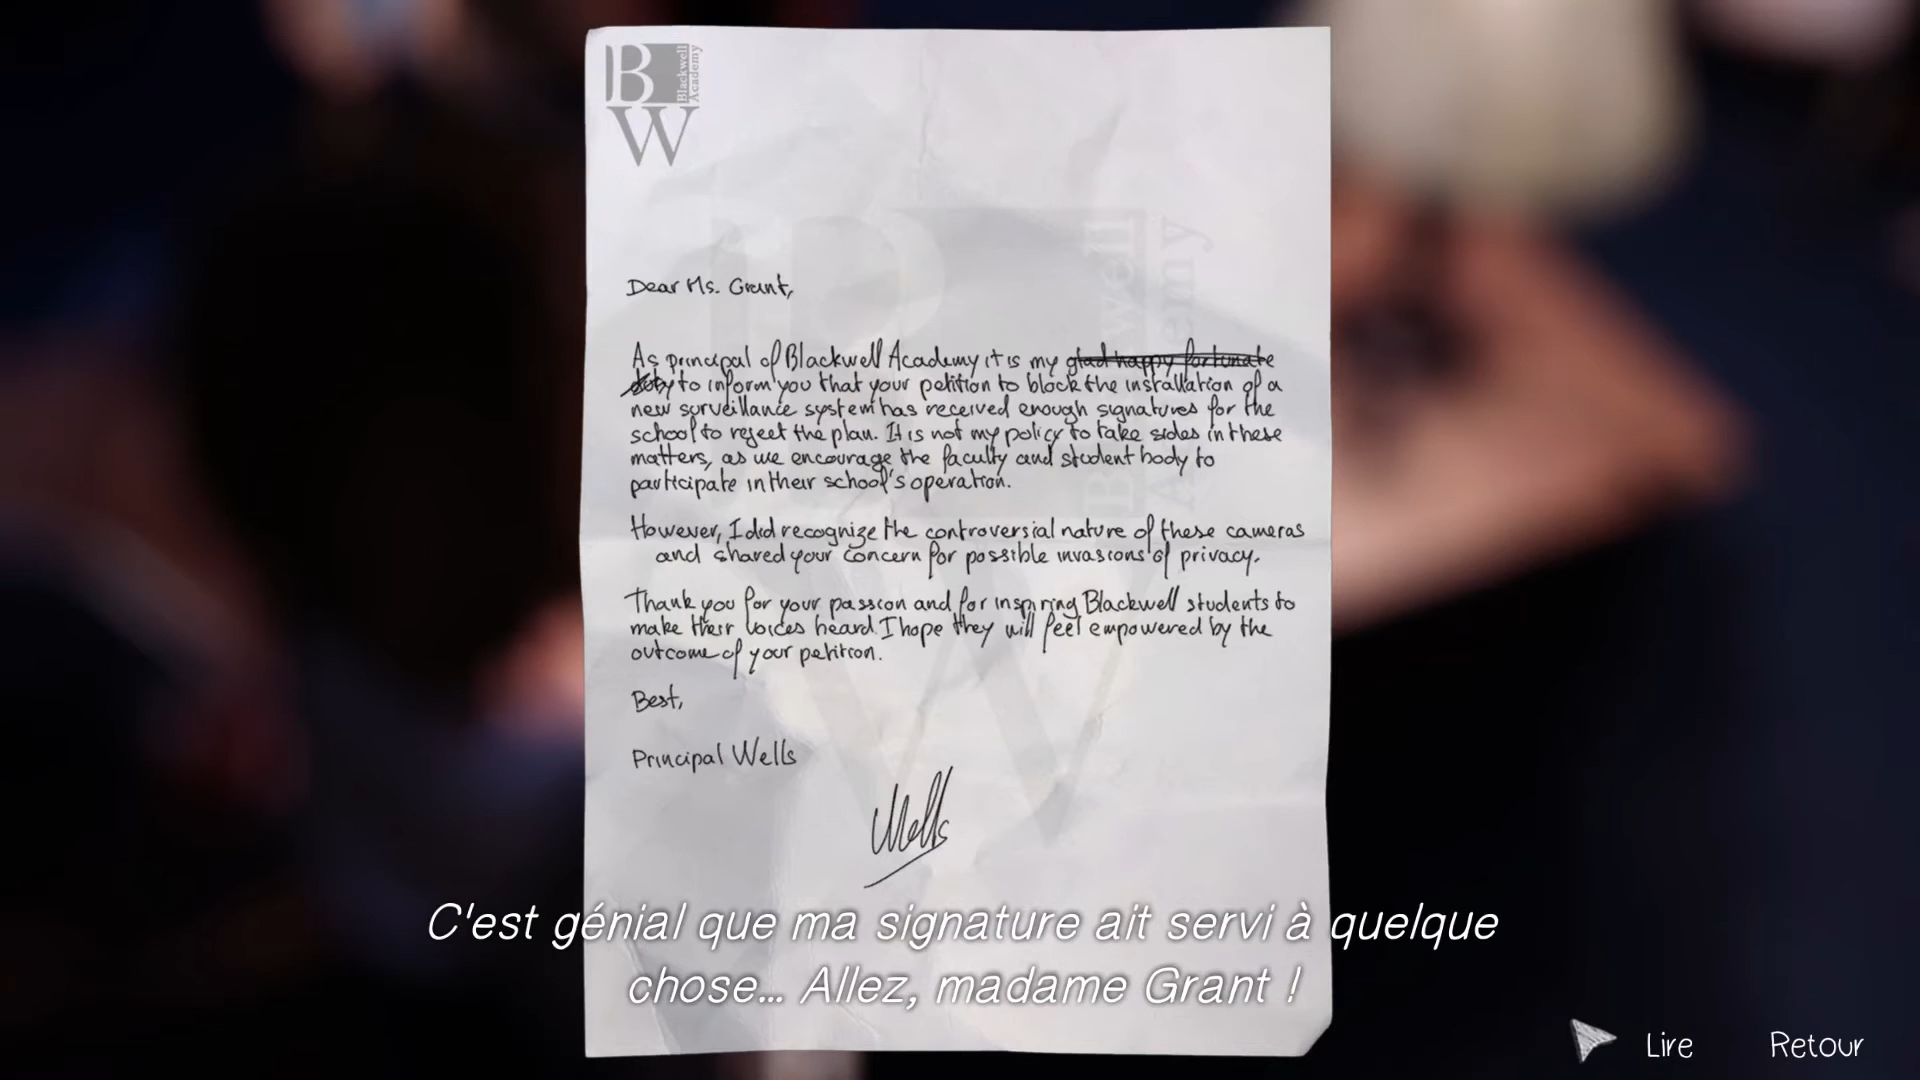 BW Blackwell Academy
Dear Ms. Grant,
As principal of Blackwell Academy it is my glad happy fortunate
duty to inform you that your petition to block the installation of a
new surveillance system has received enough signatures for the
school to reject the plan. It is not my policy to take sides in these
matters, as we encourage the faculty and student body to
participate in their school's operation.
However, I did recognize the controversial nature of these cameras
and shared your concern for possible invasions of privacy.
Thank you for your passion and for inspiring Blackwell students to
make their voices heard. I hope they will feel empowered by the
outcome of your petition.
Best,
Principal Wells
Wells
C'est génial que ma signature ait servi à quelque
chose... Allez, madame Grant !
Lire Retour